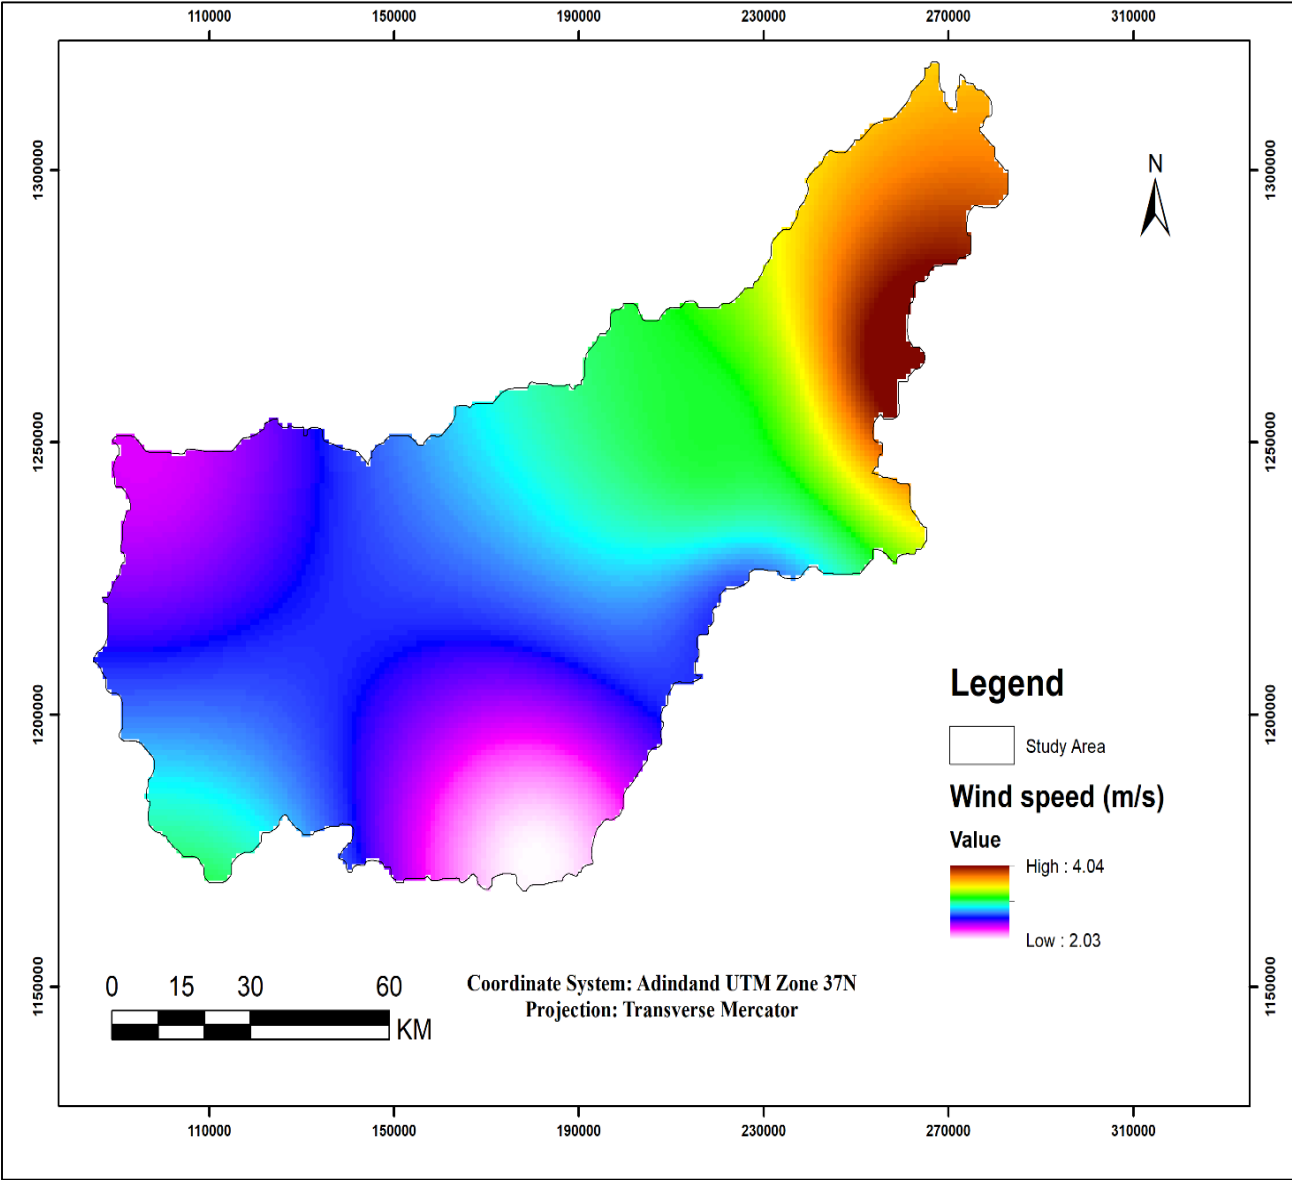 110000 150000 190000 230000 270000 310000
1300000 1300000
N
1250000 1250000
1200000 1200000
Legend
Study Area
Wind speed (m/s)
Value
High : 4.04
Low : 2.03
1150000 1150000
0 15 30 60
KM
Coordinate System: Adindand UTM Zone 37N
Projection: Transverse Mercator
110000 150000 190000 230000 270000 310000